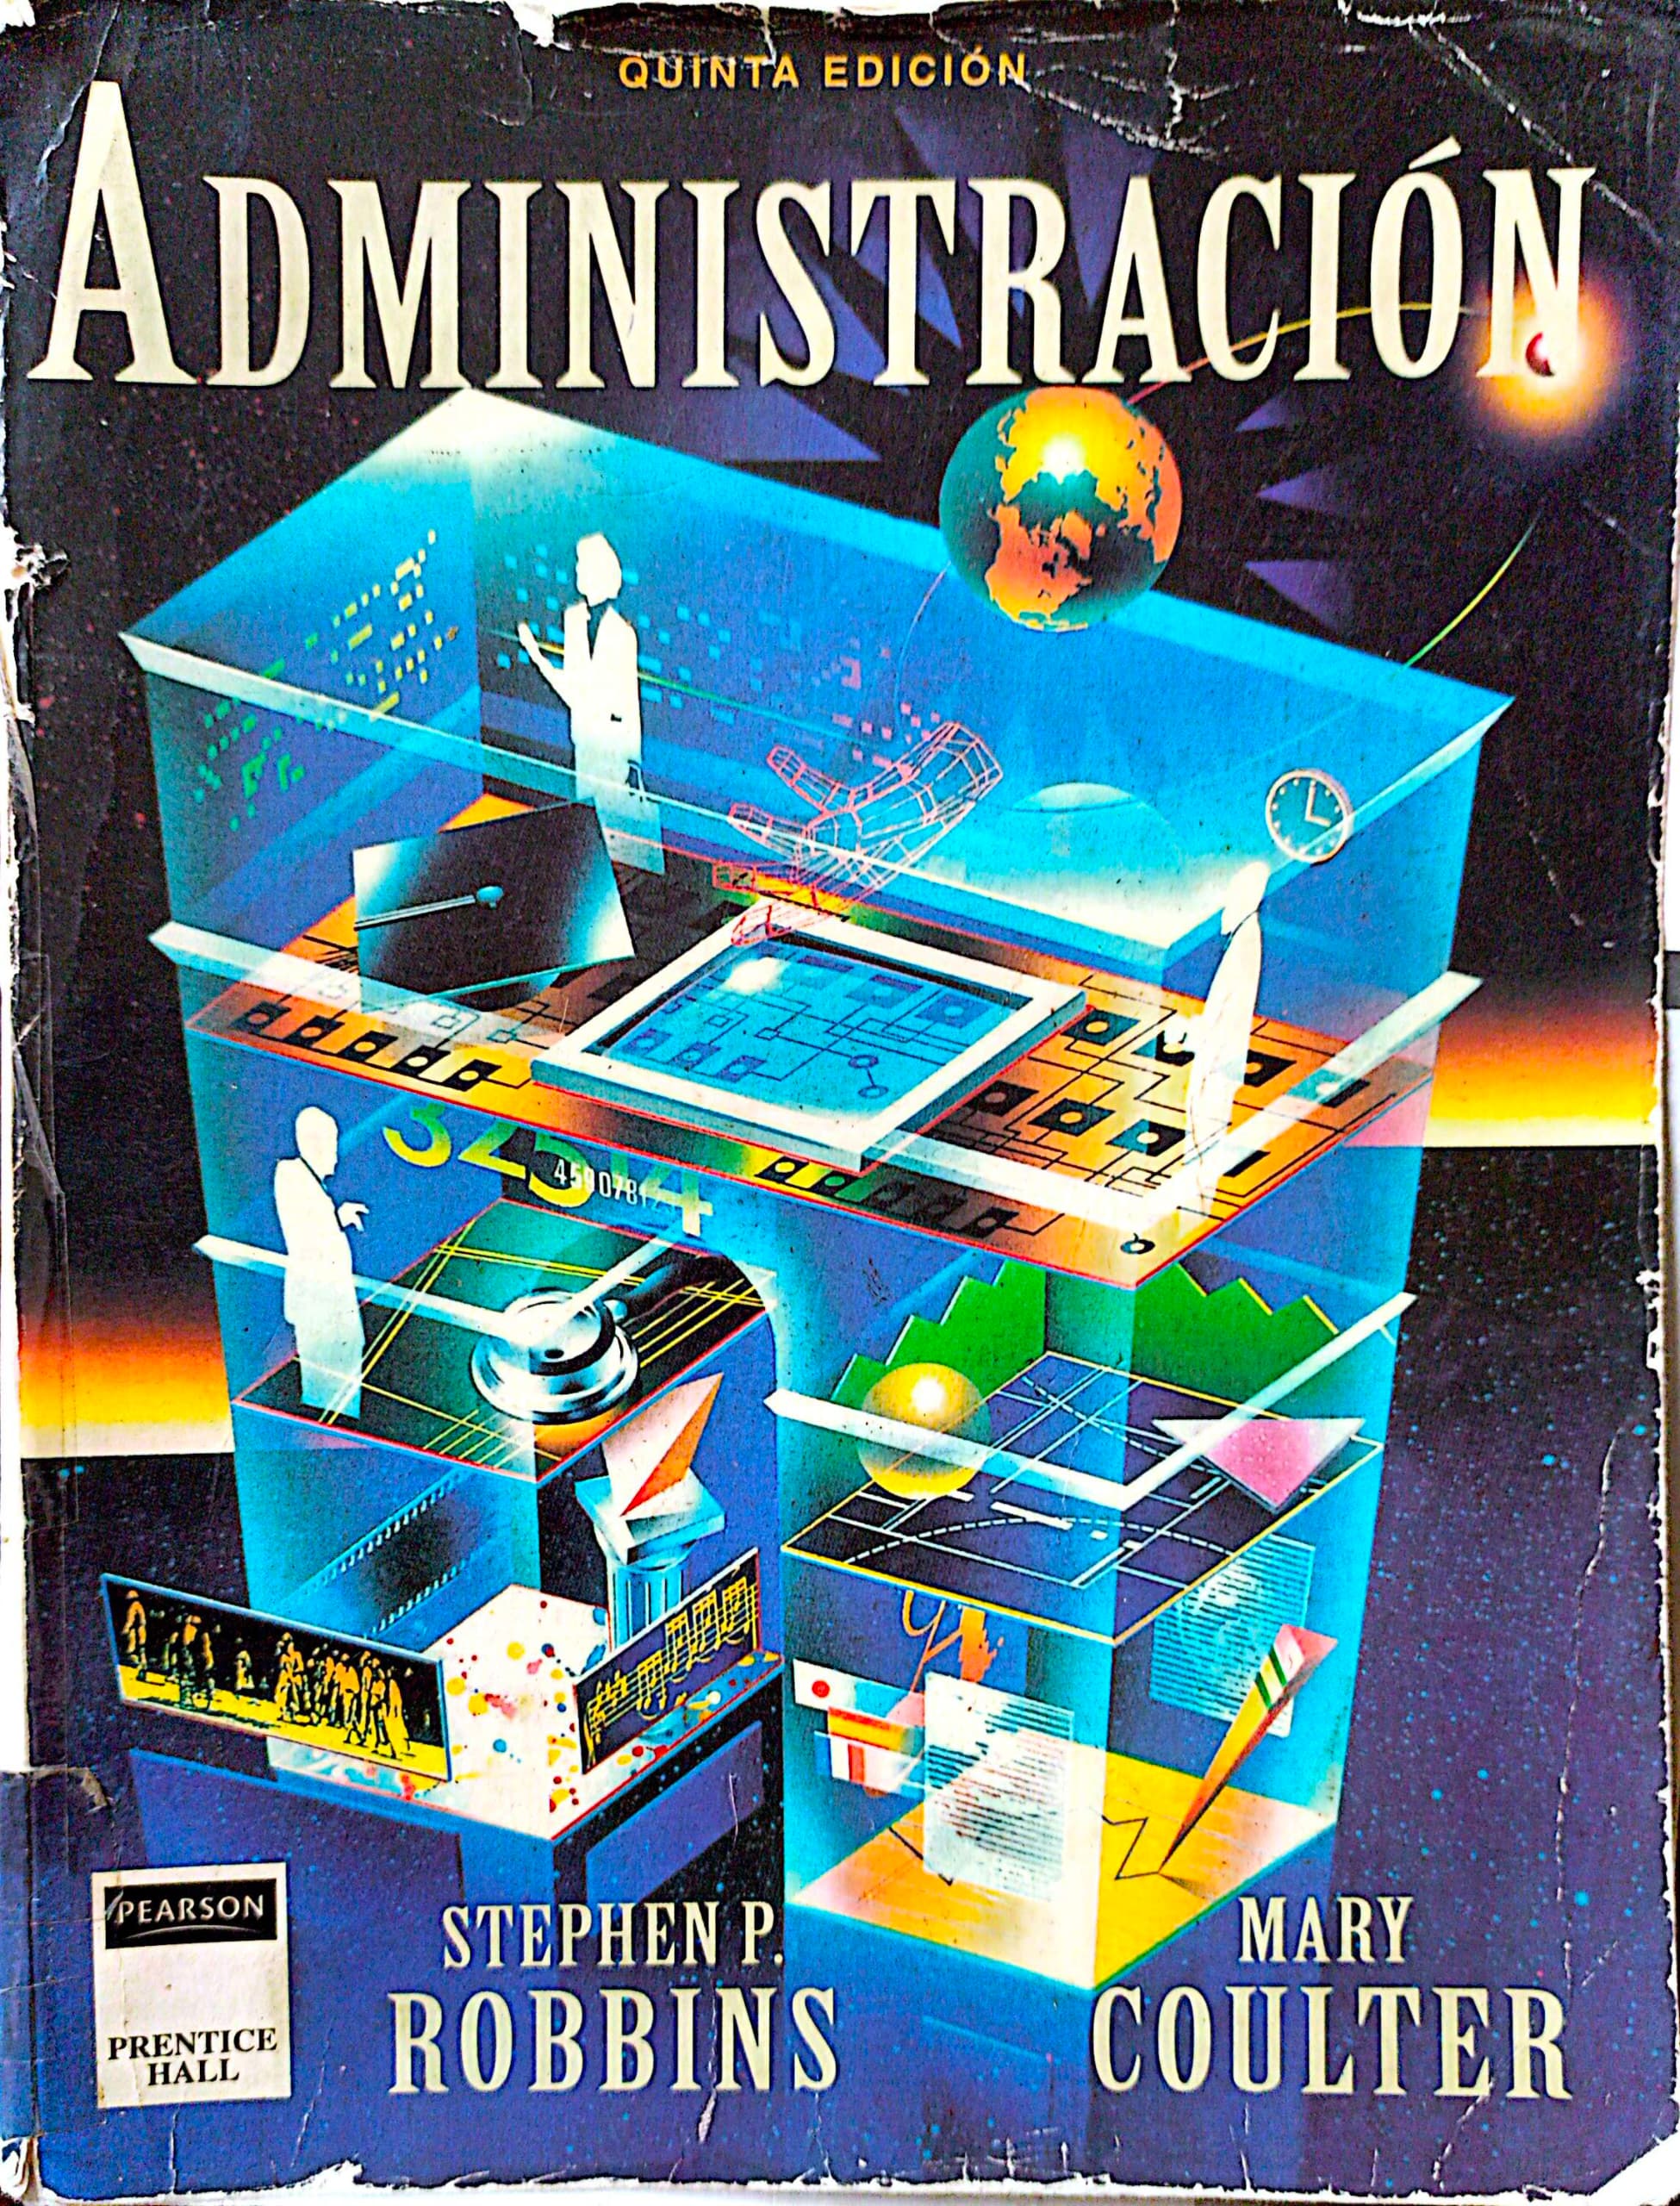 QUINTA EDICIÓN
ADMINISTRACIÓN
PEARSON
PRENTICE
HALL
STEPHEN P.
ROBBINS
MARY
COULTER